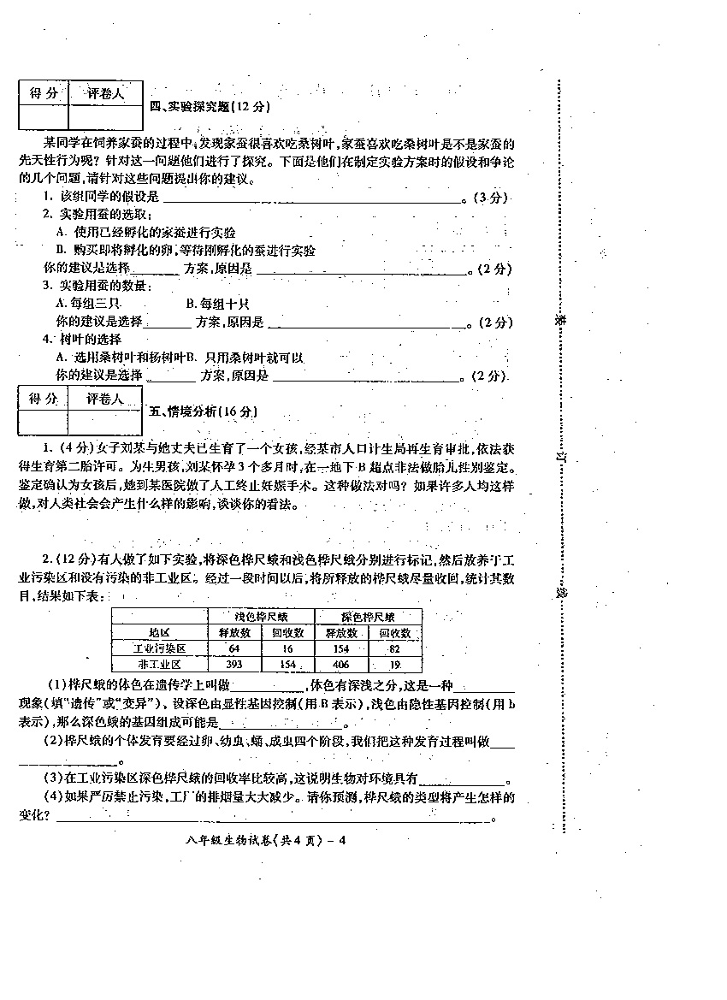 得分 评卷人
四、实验探究题(12分)
某同学在饲养家蚕的过程中,发现家蚕很喜欢吃桑树叶,家蚕喜欢吃桑树叶是不是家蚕的
先天性行为呢?针对这一问题他们进行了探究。下面是他们在制定实验方案时的假设和争论
的几个问题,请针对这些问题提出你的建议。
1. 该组同学的假设是 。(3分)
2. 实验用蚕的选取:
A. 使用已经孵化的家蚕进行实验
B. 购买即将孵化的卵,等待刚孵化的蚕进行实验
你的建议是选择 方案,原因是 。(2分)
3. 实验用蚕的数量:
A.每组三只 B.每组十只
你的建议是选择 方案,原因是 。(2分)
4. 树叶的选择
A. 选用桑树叶和杨树叶B. 只用桑树叶就可以
你的建议是选择 方案,原因是 。(2分)
得分 评卷人
五、情境分析(16分)
1. (4分)女子刘某与她丈夫已生育了一个女孩,经某市人口计生局再生育审批,依法获
得生育第二胎许可。为生男孩,刘某怀孕3个多月时,在一地下B超点非法做胎儿性别鉴定。
鉴定确认为女孩后,她到某医院做了人工终止妊娠手术。这种做法对吗?如果许多人均这样
做,对人类社会会产生什么样的影响,谈谈你的看法。
2.(12分)有人做了如下实验,将深色桦尺蛾和浅色桦尺蛾分别进行标记,然后放养于工
业污染区和没有污染的非工业区。经过一段时间以后,将所释放的桦尺蛾尽量收回,统计其数
目,结果如下表:
浅色桦尺蛾 深色桦尺蛾
地区 释放数 回收数 释放数 回收数
工业污染区 64 16 154 82
非工业区 393 154 406 19
(1)桦尺蛾的体色在遗传学上叫做 ,体色有深浅之分,这是一种
现象(填"遗传"或"变异")。设深色由显性基因控制(用B表示),浅色由隐性基因控制(用b
表示),那么深色蛾的基因组成可能是 。
(2)桦尺蛾的个体发育要经过卵、幼虫、蛹、成虫四个阶段,我们把这种发育过程叫做
。
(3)在工业污染区深色桦尺蛾的回收率比较高,这说明生物对环境具有 。
(4)如果严厉禁止污染,工厂的排烟量大大减少。请你预测,桦尺蛾的类型将产生怎样的
变化? 。
八年级生物试卷(共4页)-4
装
订
线